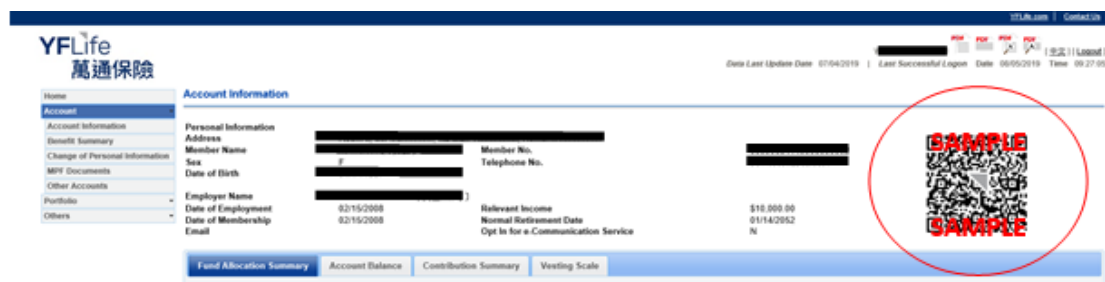 YFLife.com | Contact Us
YFLife
萬通保險
PDF PDF PDF PDF
| 中文 | | Logout |
Data Last Update Date 07/04/2019 | Last Successful Logon Date 08/05/2019 Time 09:27:05
Home
Account
Account Information
Benefit Summary
Change of Personal Information
MPF Documents
Other Accounts
Portfolio
Others
Account Information
Personal Information
Address
Member Name Member No.
Sex F Telephone No.
Date of Birth
Employer Name
Date of Employment 02/15/2008 Relevant Income $10,000.00
Date of Membership 02/15/2008 Normal Retirement Date 01/14/2052
Email Opt In for e-Communication Service N
SAMPLE
SAMPLE
Fund Allocation Summary Account Balance Contribution Summary Vesting Scale